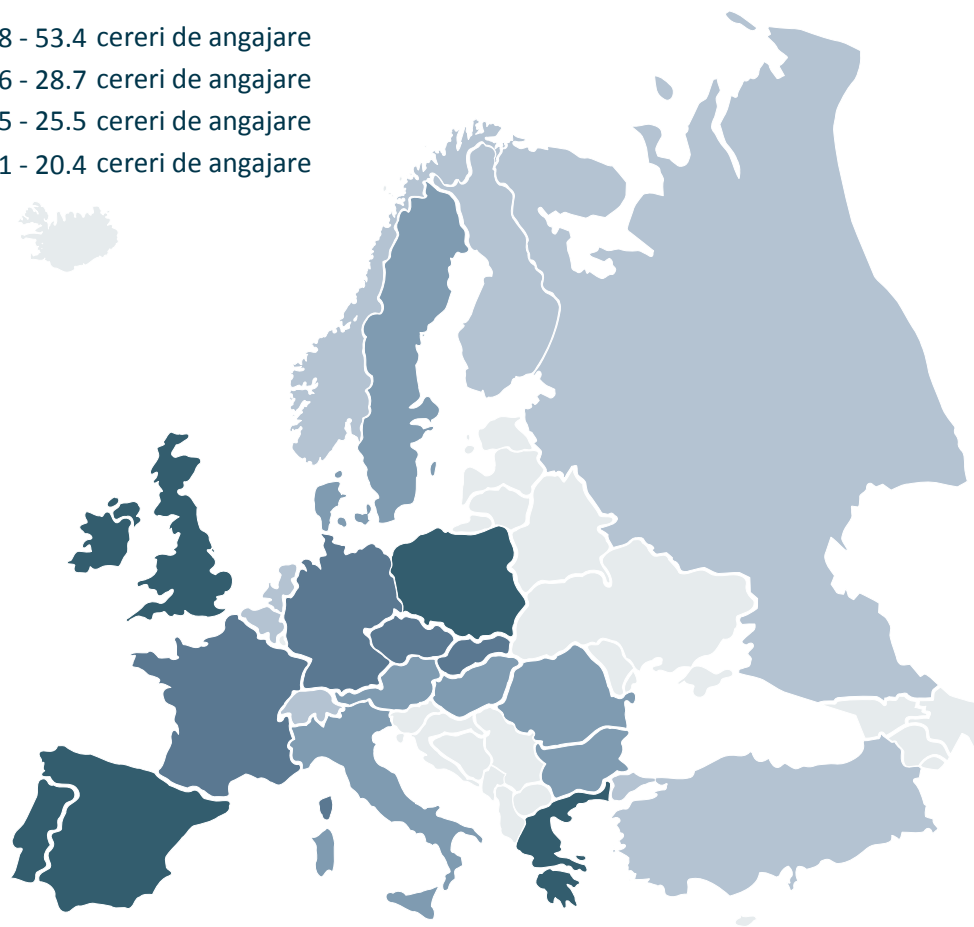 8 - 53.4 cereri de angajare
6 - 28.7 cereri de angajare
5 - 25.5 cereri de angajare
1 - 20.4 cereri de angajare